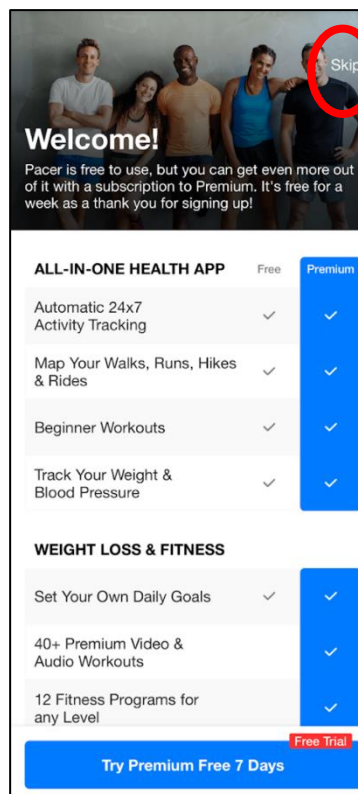 Skip
Welcome!
Pacer is free to use, but you can get even more out
of it with a subscription to Premium. It's free for a
week as a thank you for signing up!
ALL-IN-ONE HEALTH APP Free Premium
Automatic 24x7
Activity Tracking
Map Your Walks, Runs, Hikes
& Rides
Beginner Workouts
Track Your Weight &
Blood Pressure
WEIGHT LOSS & FITNESS
Set Your Own Daily Goals
40+ Premium Video &
Audio Workouts
12 Fitness Programs for
any Level
Free Trial
Try Premium Free 7 Days